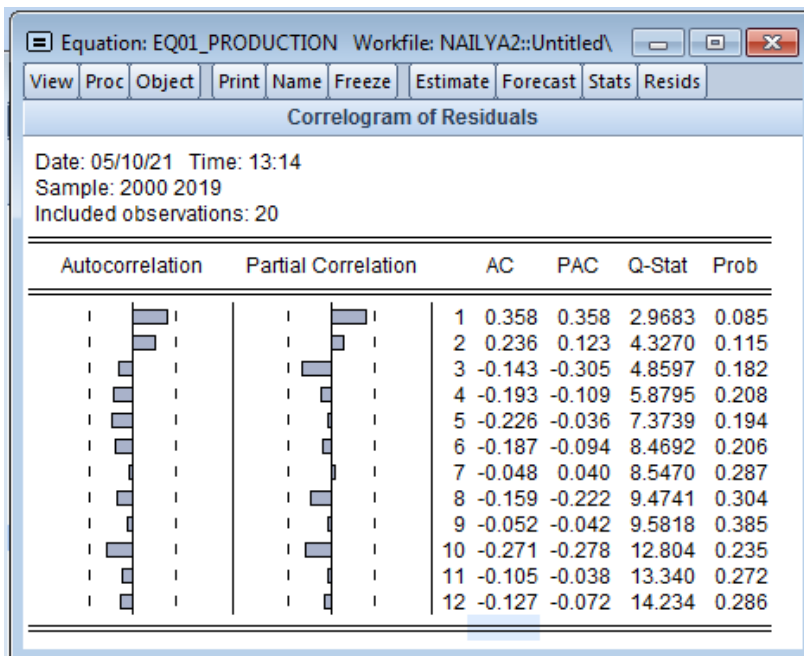 Equation: EQ01_PRODUCTION Workfile: NAILYA2::Untitled\
View Proc Object Print Name Freeze Estimate Forecast Stats Resids
Correlogram of Residuals
Date: 05/10/21 Time: 13:14
Sample: 2000 2019
Included observations: 20
Autocorrelation Partial Correlation AC PAC Q-Stat Prob
1 0.358 0.358 2.9683 0.085
2 0.236 0.123 4.3270 0.115
3 -0.143 -0.305 4.8597 0.182
4 -0.193 -0.109 5.8795 0.208
5 -0.226 -0.036 7.3739 0.194
6 -0.187 -0.094 8.4692 0.206
7 -0.048 0.040 8.5470 0.287
8 -0.159 -0.222 9.4741 0.304
9 -0.052 -0.042 9.5818 0.385
10 -0.271 -0.278 12.804 0.235
11 -0.105 -0.038 13.340 0.272
12 -0.127 -0.072 14.234 0.286